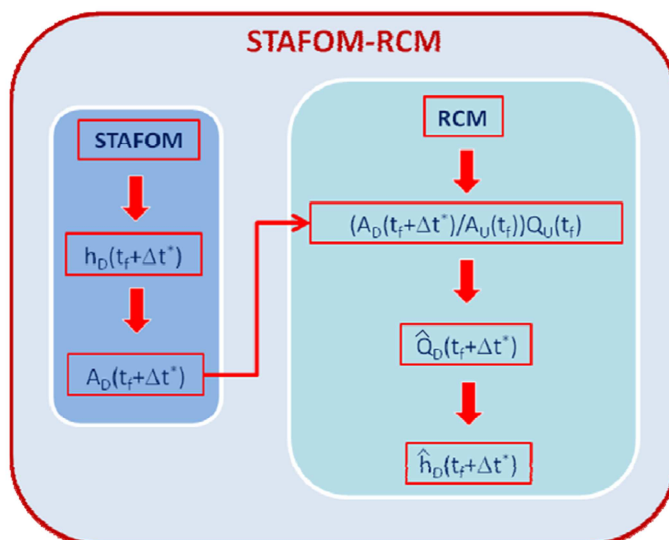 STAFOM-RCM
STAFOM
h_D(t_f+Δt*)
A_D(t_f+Δt*)
RCM
(A_D(t_f+Δt*)/A_U(t_f))Q_U(t_f)
Q̂_D(t_f+Δt*)
ĥ_D(t_f+Δt*)